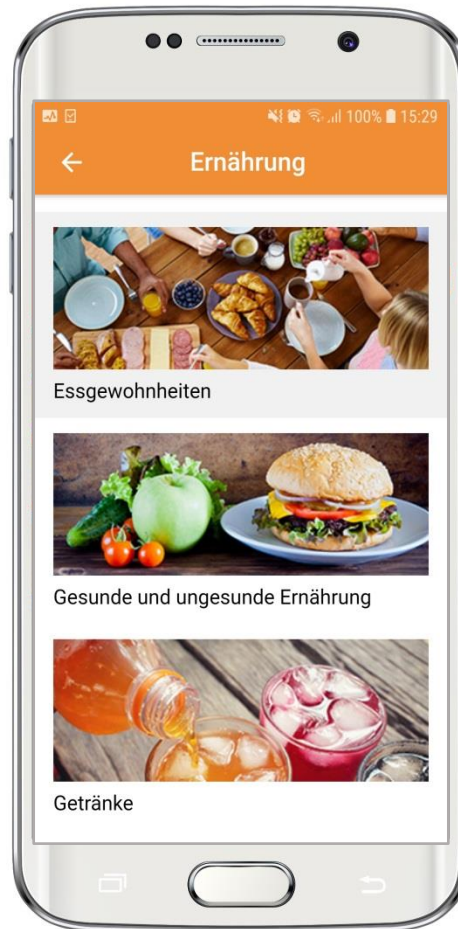 100% 15:29
Ernährung
Essgewohnheiten
Gesunde und ungesunde Ernährung
Getränke